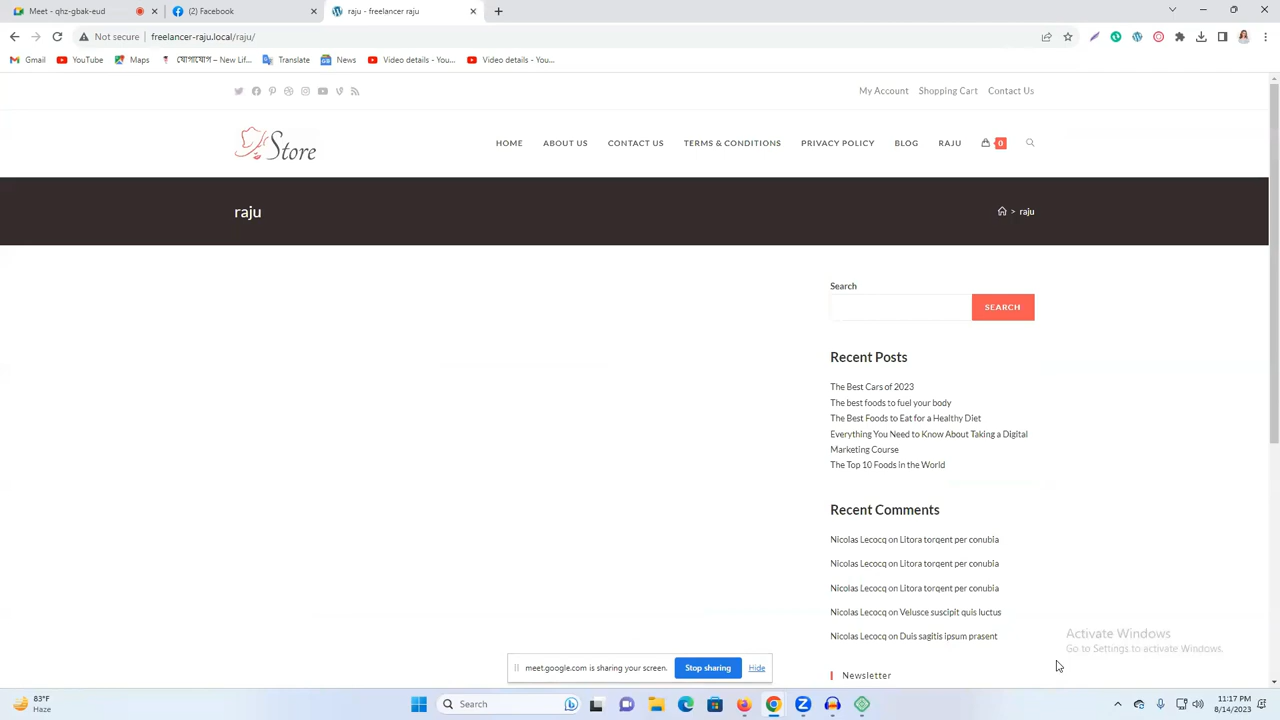 Meet - qhz-gbak-eud
(2) Facebook
raju - freelancer raju
Not secure
freelancer-raju.local/raju/
Gmail
YouTube
Maps
যোগাযোগ – New Lif...
Translate
News
Video details - You...
Video details - You...
My Account
Shopping Cart
Contact Us
Store
HOME
ABOUT US
CONTACT US
TERMS & CONDITIONS
PRIVACY POLICY
BLOG
RAJU
0
raju
> raju
Search
SEARCH
Recent Posts
The Best Cars of 2023
The best foods to fuel your body
The Best Foods to Eat for a Healthy Diet
Everything You Need to Know About Taking a Digital
Marketing Course
The Top 10 Foods in the World
Recent Comments
Nicolas Lecocq on Litora torqent per conubia
Nicolas Lecocq on Litora torqent per conubia
Nicolas Lecocq on Litora torqent per conubia
Nicolas Lecocq on Velusce suscipit quis luctus
Nicolas Lecocq on Duis sagitis ipsum prasent
Activate Windows
Go to Settings to activate Windows.
meet.google.com is sharing your screen.
Stop sharing
Hide
Newsletter
83°F
Haze
Search
11:17 PM
8/14/2023